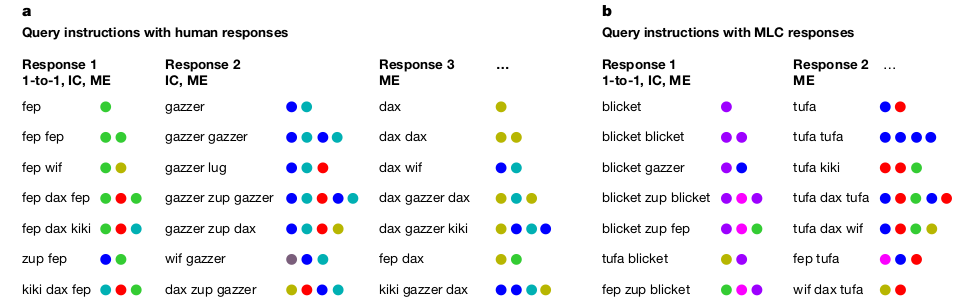 a
Query instructions with human responses
Response 1
1-to-1, IC, ME
fep
fep fep
fep wif
fep dax fep
fep dax kiki
zup fep
kiki dax fep
Response 2
IC, ME
gazzer
gazzer gazzer
gazzer lug
gazzer zup gazzer
gazzer zup dax
wif gazzer
dax zup gazzer
Response 3
ME
dax
dax dax
dax wif
dax gazzer dax
dax gazzer kiki
fep dax
kiki gazzer dax
...
b
Query instructions with MLC responses
Response 1
1-to-1, IC, ME
blicket
blicket blicket
blicket gazzer
blicket zup blicket
blicket zup fep
tufa blicket
fep zup blicket
Response 2
ME
tufa
tufa tufa
tufa kiki
tufa dax tufa
tufa dax wif
fep tufa
wif dax tufa
...